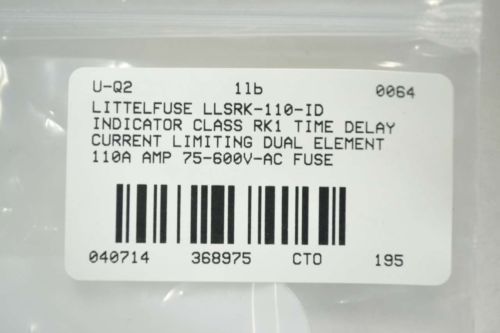 U-Q2 1lb 0064
LITTELFUSE LLSRK-110-ID
INDICATOR CLASS RK1 TIME DELAY
CURRENT LIMITING DUAL ELEMENT
110A AMP 75-600V-AC FUSE
040714 368975 CTO 195